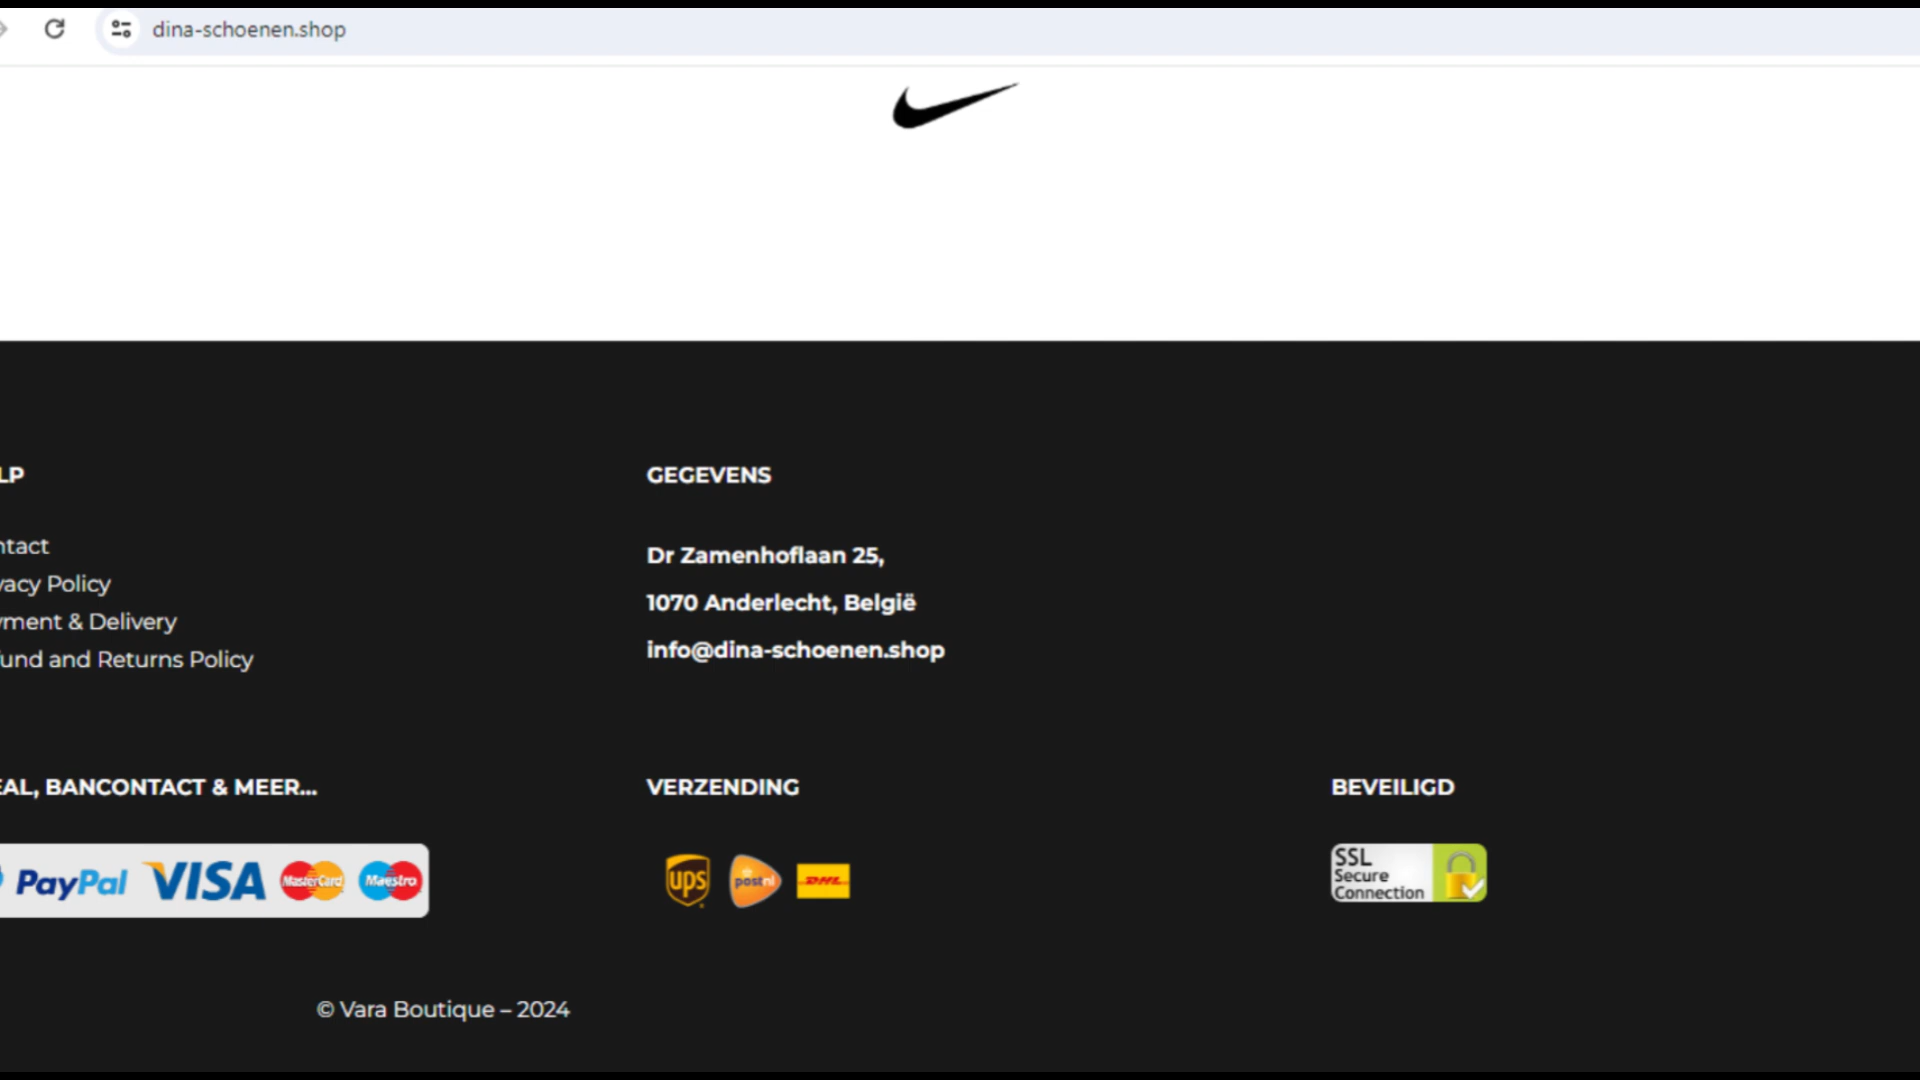 dina-schoenen.shop
LP
ntact
vacy Policy
yment & Delivery
und and Returns Policy
GEGEVENS
Dr Zamenhoflaan 25,
1070 Anderlecht, België
info@dina-schoenen.shop
EAL, BANCONTACT & MEER...
PayPal VISA MasterCard Maestro
VERZENDING
ups postnl DHL
BEVEILIGD
SSL
Secure
Connection
© Vara Boutique – 2024